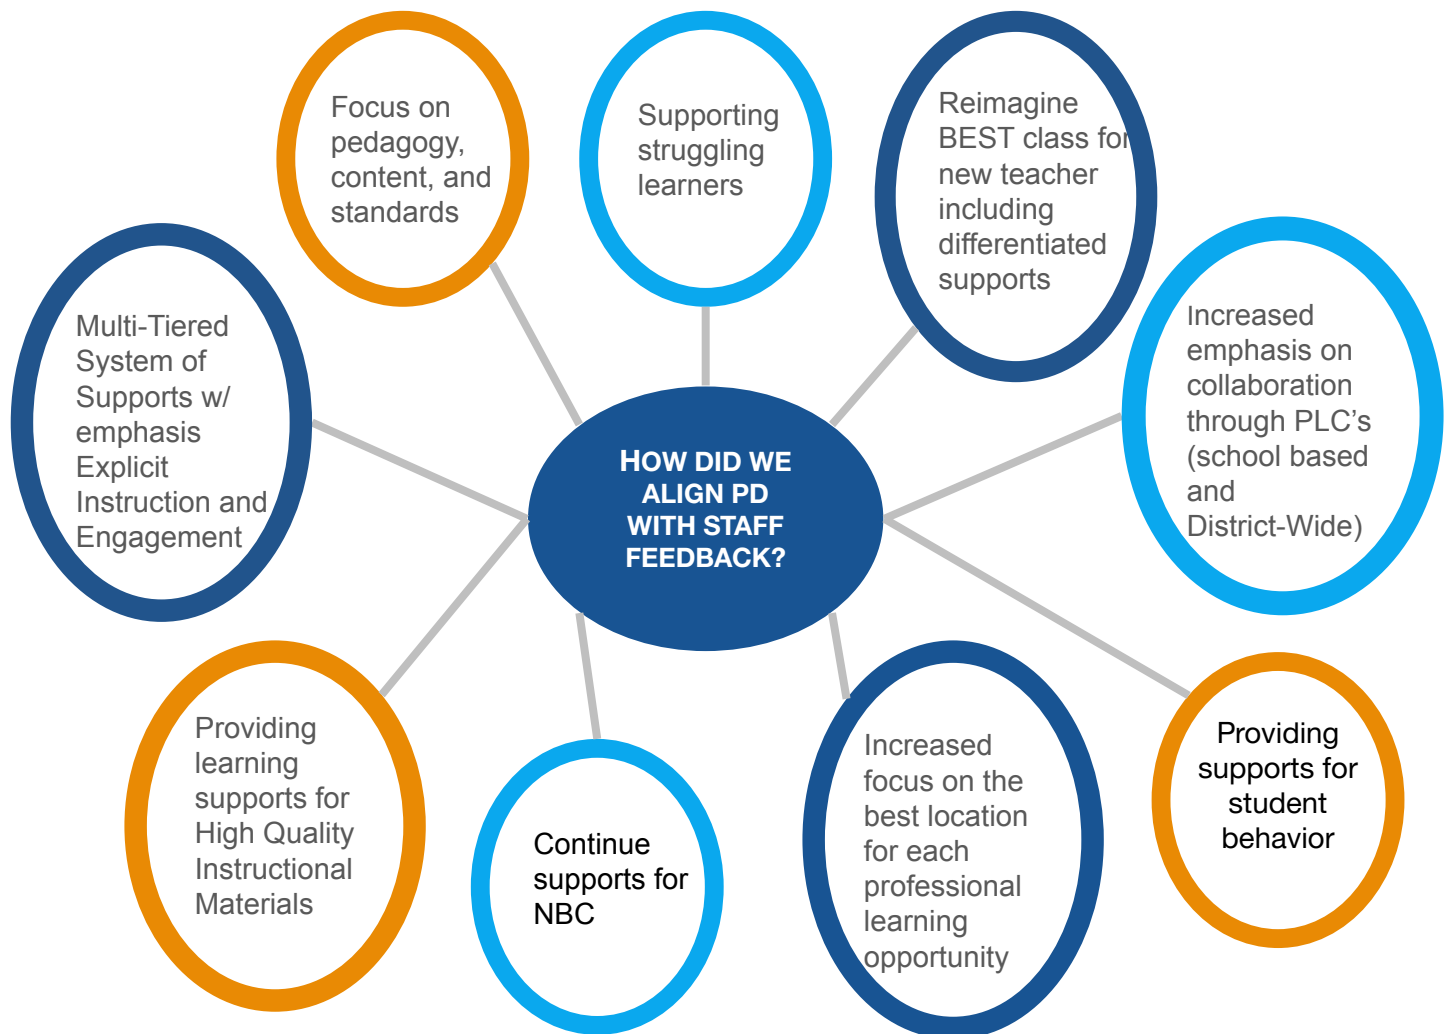 Focus on
pedagogy,
content, and
standards
Supporting
struggling
learners
Reimagine
BEST class for
new teacher
including
differentiated
supports
Multi-Tiered
System of
Supports w/
emphasis
Explicit
Instruction and
Engagement
HOW DID WE
ALIGN PD
WITH STAFF
FEEDBACK?
Increased
emphasis on
collaboration
through PLC’s
(school based
and
District-Wide)
Providing
learning
supports for
High Quality
Instructional
Materials
Continue
supports for
NBC
Increased
focus on the
best location
for each
professional
learning
opportunity
Providing
supports for
student
behavior